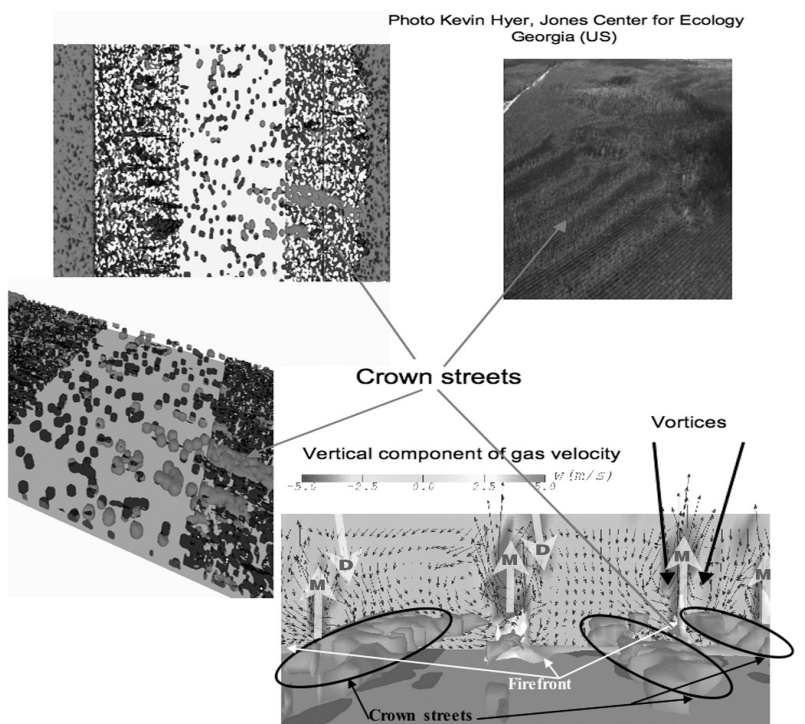 Photo Kevin Hyer, Jones Center for Ecology
Georgia (US)
Crown streets
Vortices
Vertical component of gas velocity
-5.0 -2.5 0.0 2.5 5.0 w(m/s)
D
D
M
M
M
M
Firefront
Crown streets